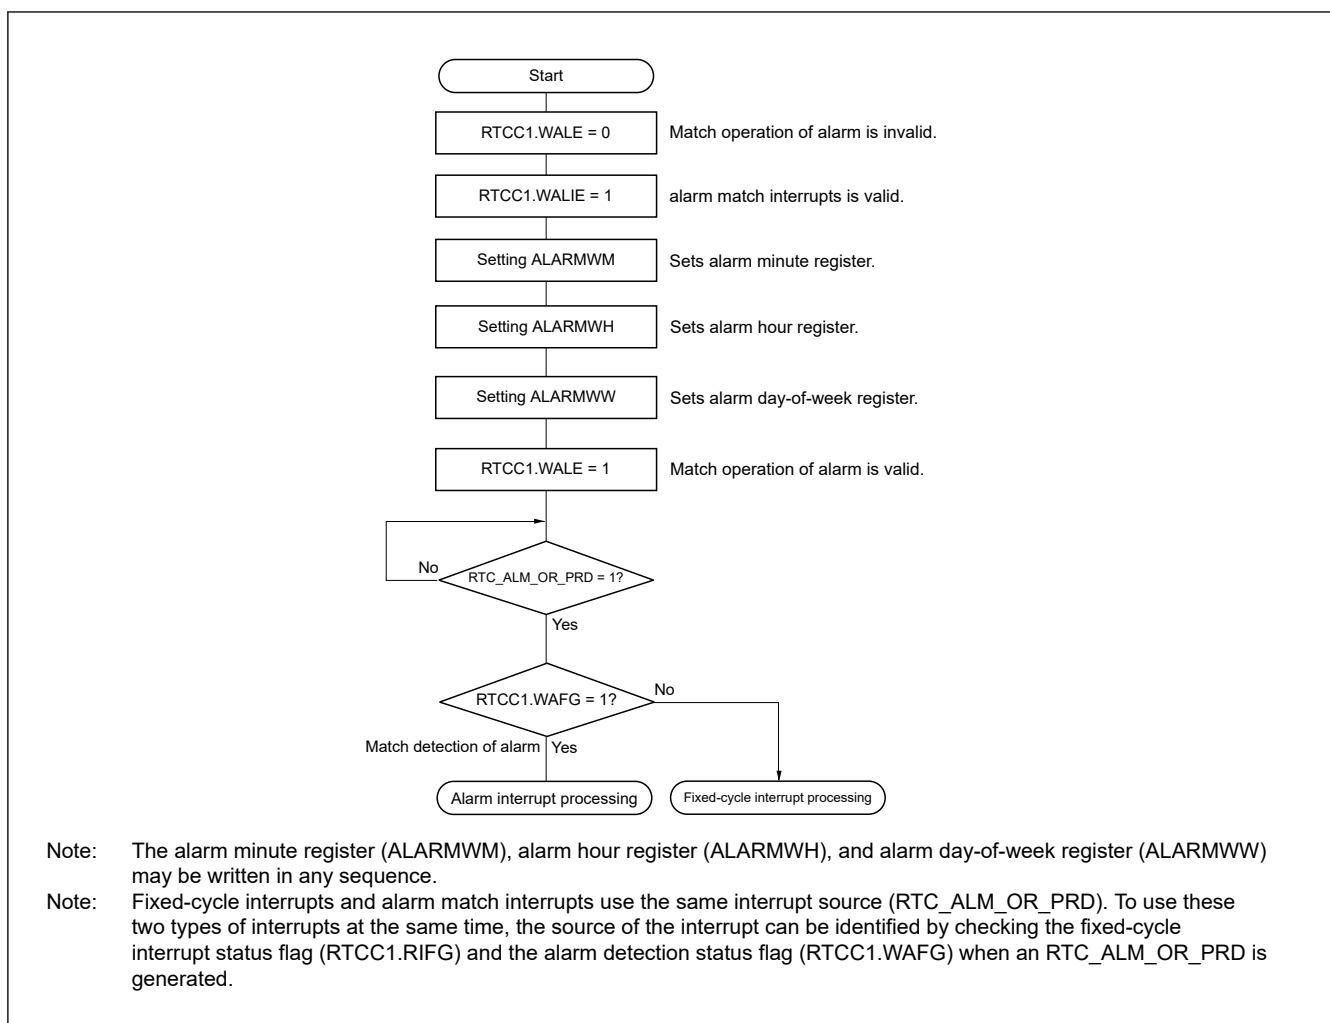 Start
RTCC1.WALE = 0
Match operation of alarm is invalid.
RTCC1.WALIE = 1
alarm match interrupts is valid.
Setting ALARMWM
Sets alarm minute register.
Setting ALARMWH
Sets alarm hour register.
Setting ALARMWW
Sets alarm day-of-week register.
RTCC1.WALE = 1
Match operation of alarm is valid.
No
RTC_ALM_OR_PRD = 1?
Yes
RTCC1.WAFG = 1?
No
Match detection of alarm
Yes
Alarm interrupt processing
Fixed-cycle interrupt processing
Note: The alarm minute register (ALARMWM), alarm hour register (ALARMWH), and alarm day-of-week register (ALARMWW)
may be written in any sequence.
Note: Fixed-cycle interrupts and alarm match interrupts use the same interrupt source (RTC_ALM_OR_PRD). To use these
two types of interrupts at the same time, the source of the interrupt can be identified by checking the fixed-cycle
interrupt status flag (RTCC1.RIFG) and the alarm detection status flag (RTCC1.WAFG) when an RTC_ALM_OR_PRD is
generated.